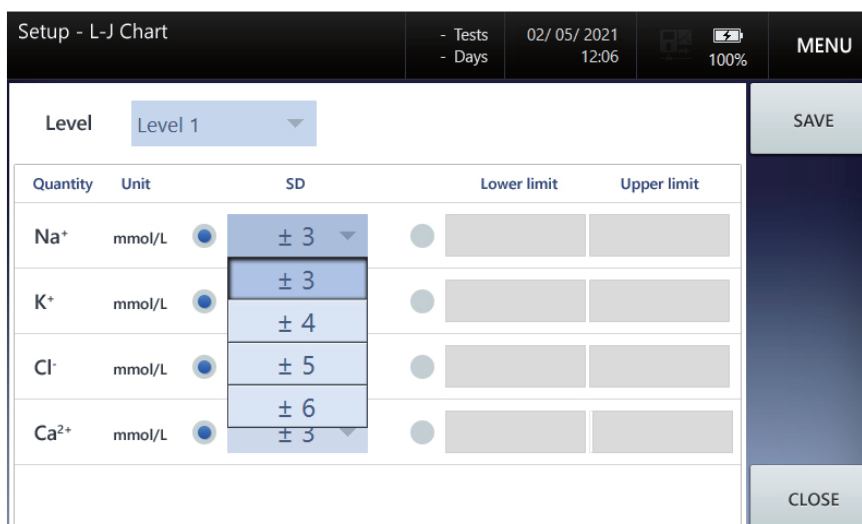 Setup - L-J Chart
- Tests
- Days
02/ 05/ 2021
12:06
100%
MENU
Level
Level 1
SAVE
Quantity Unit SD Lower limit Upper limit
Na⁺ mmol/L ± 3
± 3
K⁺ mmol/L
± 4
Cl⁻ mmol/L ± 5
± 6
Ca²⁺ mmol/L ± 3
CLOSE